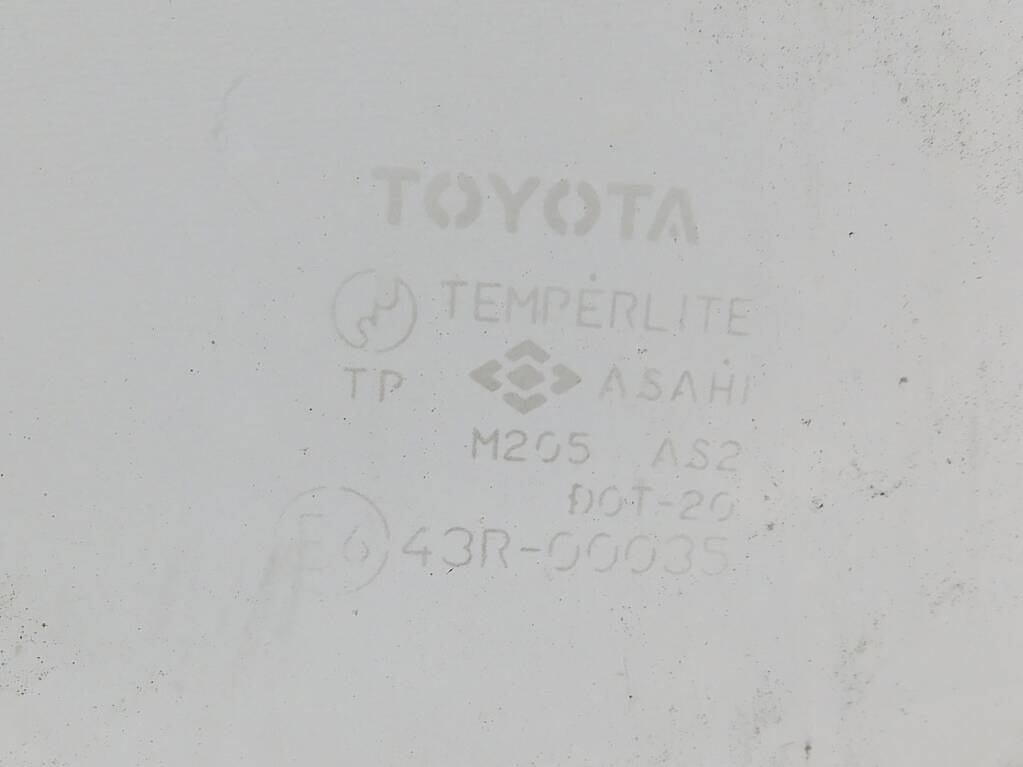 TOYOTA
TEMPERLITE
TP ASAHI
M205 AS2
DOT-20
E6 43R-00035